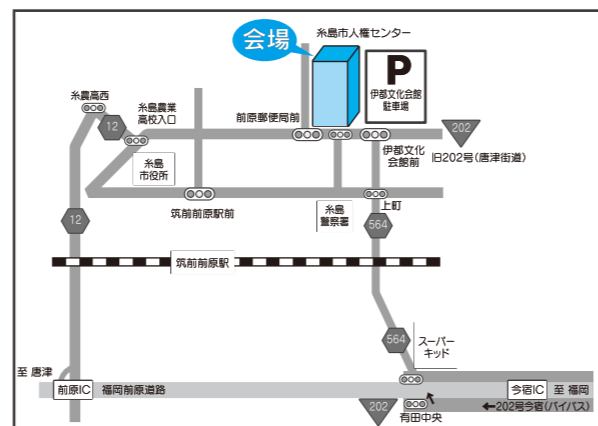 会場
糸島市人権センター
P
伊都文化会館
駐車場
糸農高西
12
糸島農業
高校入口
前原郵便局前
202
伊都文化
会館前
旧202号(唐津街道)
糸島
市役所
筑前前原駅前
糸島
警察署
上町
564
12
筑前前原駅
564
スーパー
キッド
至 唐津
前原IC
福岡前原道路
今宿IC
至 福岡
202
有田中央
←202号今宿(バイパス)